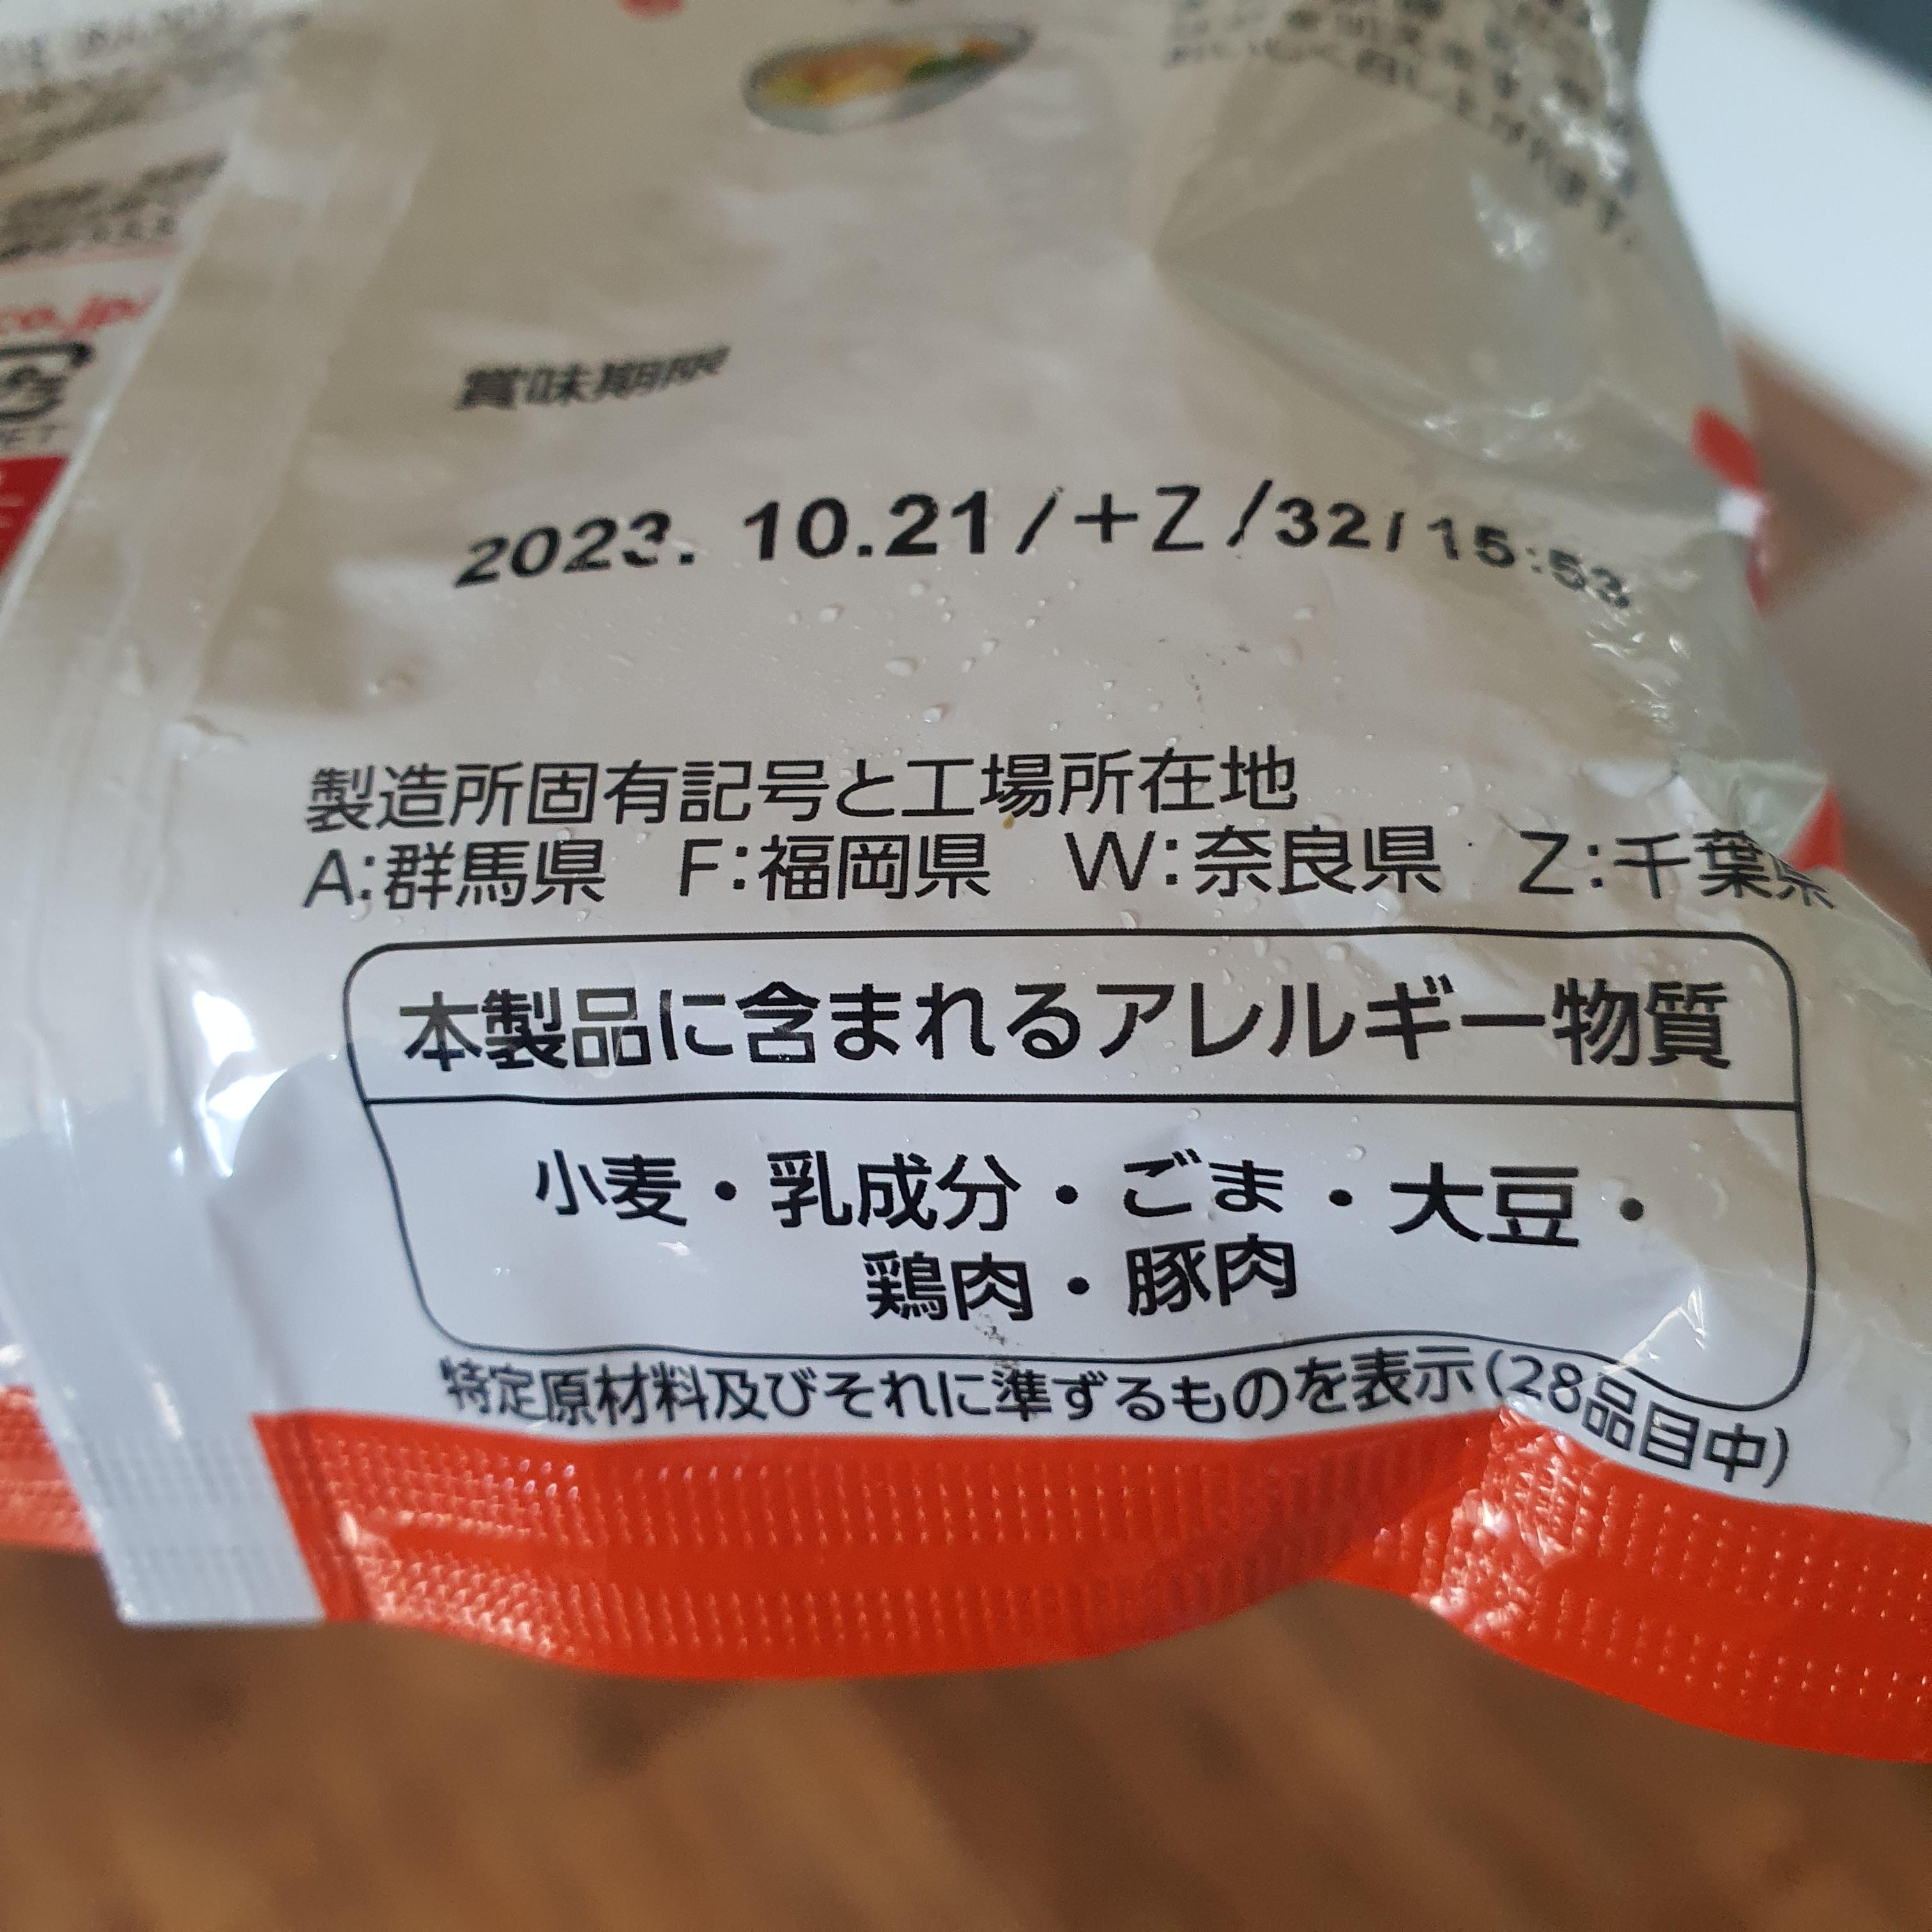 co.jp/
賞味期限
2023. 10.21/+Z/32/15:53
製造所固有記号と工場所在地
A:群馬県 F:福岡県 W:奈良県 Z:千葉県
本製品に含まれるアレルギー物質
小麦・乳成分・ごま・大豆・
鶏肉・豚肉
特定原材料及びそれに準ずるものを表示(28品目中)